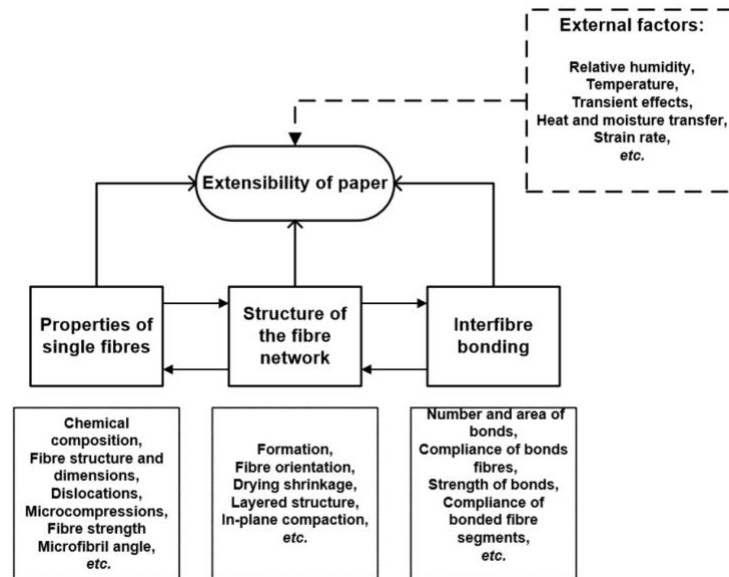 External factors:
Relative humidity,
Temperature,
Transient effects,
Heat and moisture transfer,
Strain rate,
etc.
Extensibility of paper
Properties of
single fibres
Structure of
the fibre
network
Interfibre
bonding
Chemical
composition,
Fibre structure and
dimensions,
Dislocations,
Microcompressions,
Fibre strength
Microfibril angle,
etc.
Formation,
Fibre orientation,
Drying shrinkage,
Layered structure,
In-plane compaction,
etc.
Number and area of
bonds,
Compliance of bonds
fibres,
Strength of bonds,
Compliance of
bonded fibre
segments,
etc.